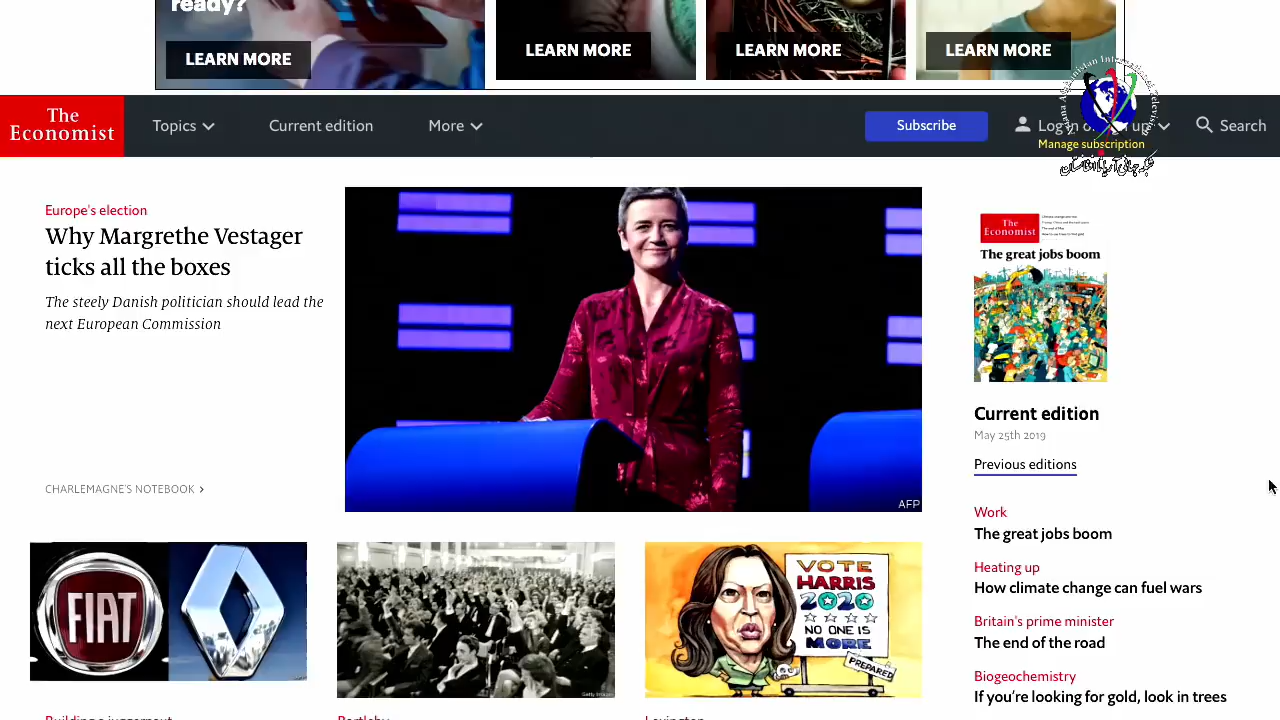 ready?
LEARN MORE
LEARN MORE
LEARN MORE
LEARN MORE
The
Economist
Topics
Current edition
More
Subscribe
Log in or sign up
Manage subscription
Search
Europe's election
Why Margrethe Vestager
ticks all the boxes
The steely Danish politician should lead the
next European Commission
CHARLEMAGNE'S NOTEBOOK
AFP
The
Economist
The great jobs boom
Current edition
May 25th 2019
Previous editions
Work
The great jobs boom
Heating up
How climate change can fuel wars
Britain's prime minister
The end of the road
Biogeochemistry
If you're looking for gold, look in trees
FIAT
Getty Images
VOTE
HARRIS
2020
NO ONE IS
MORE
PREPARED
Building a juggernaut
Bartleby
Lexington